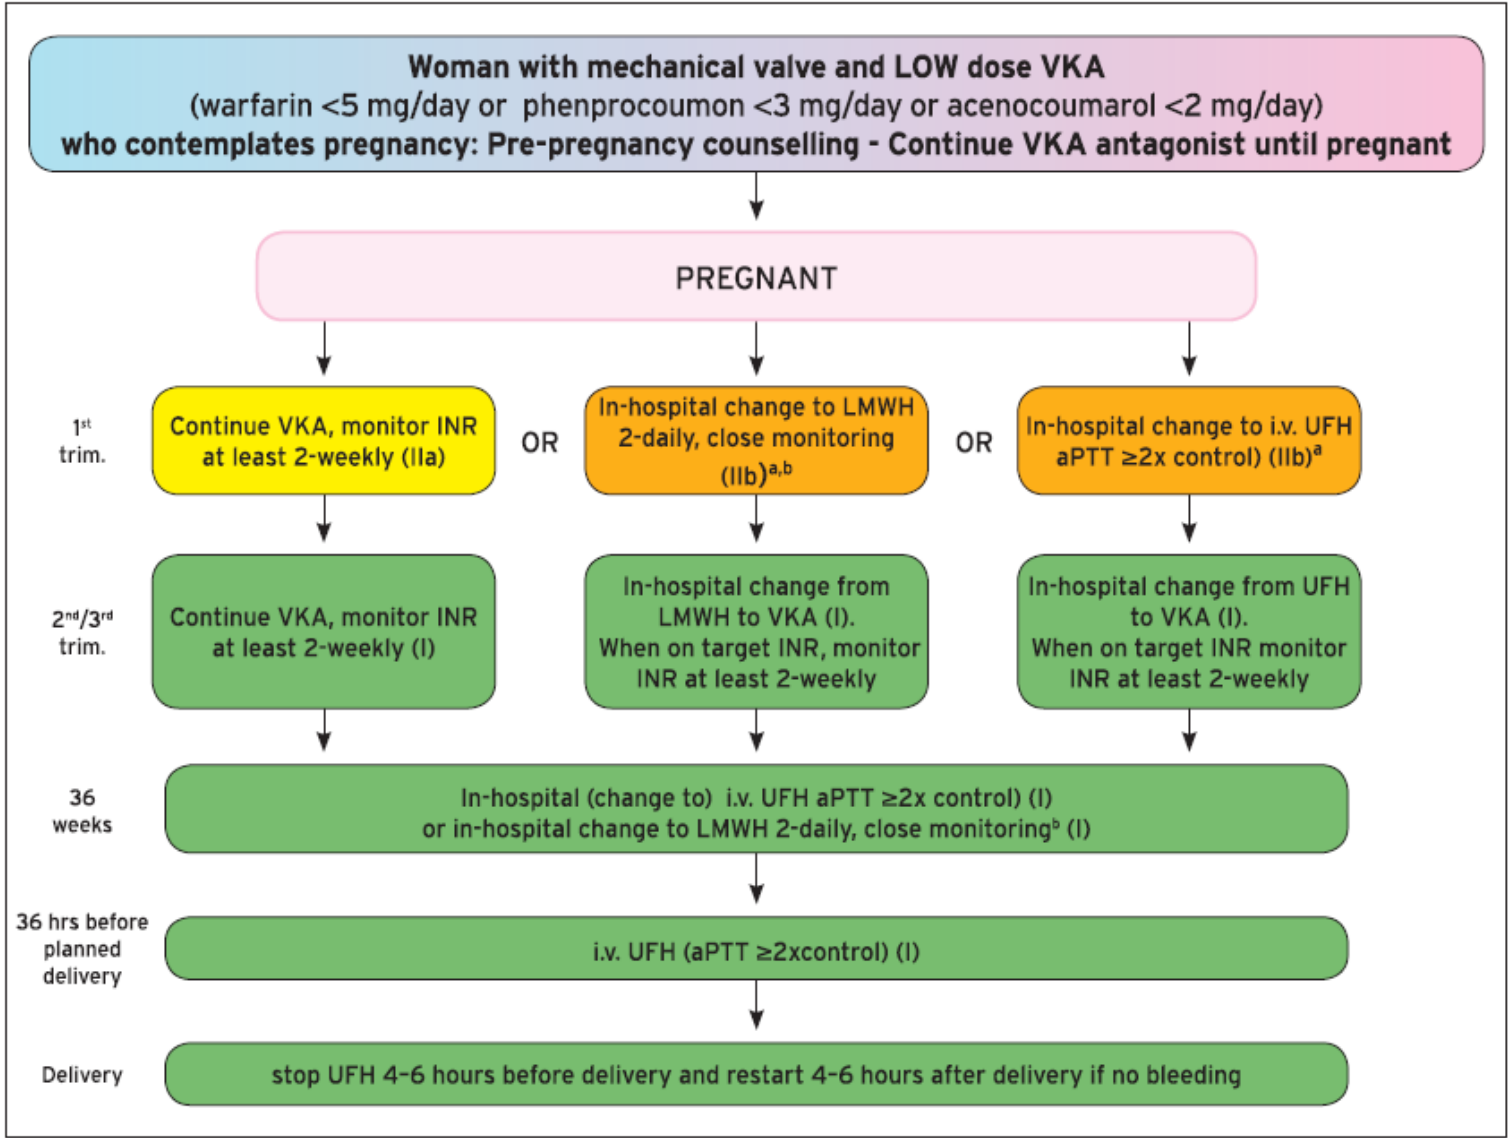 Woman with mechanical valve and LOW dose VKA
(warfarin <5 mg/day or phenprocoumon <3 mg/day or acenocoumarol <2 mg/day)
who contemplates pregnancy: Pre-pregnancy counselling - Continue VKA antagonist until pregnant
PREGNANT
1st
trim.
Continue VKA, monitor INR
at least 2-weekly (IIa)
OR
In-hospital change to LMWH
2-daily, close monitoring
(IIb)a,b
OR
In-hospital change to i.v. UFH
aPTT ≥2x control) (IIb)a
2nd/3rd
trim.
Continue VKA, monitor INR
at least 2-weekly (I)
In-hospital change from
LMWH to VKA (I).
When on target INR, monitor
INR at least 2-weekly
In-hospital change from UFH
to VKA (I).
When on target INR monitor
INR at least 2-weekly
36
weeks
In-hospital (change to) i.v. UFH aPTT ≥2x control) (I)
or in-hospital change to LMWH 2-daily, close monitoringb (I)
36 hrs before
planned
delivery
i.v. UFH (aPTT ≥2xcontrol) (I)
Delivery
stop UFH 4–6 hours before delivery and restart 4–6 hours after delivery if no bleeding